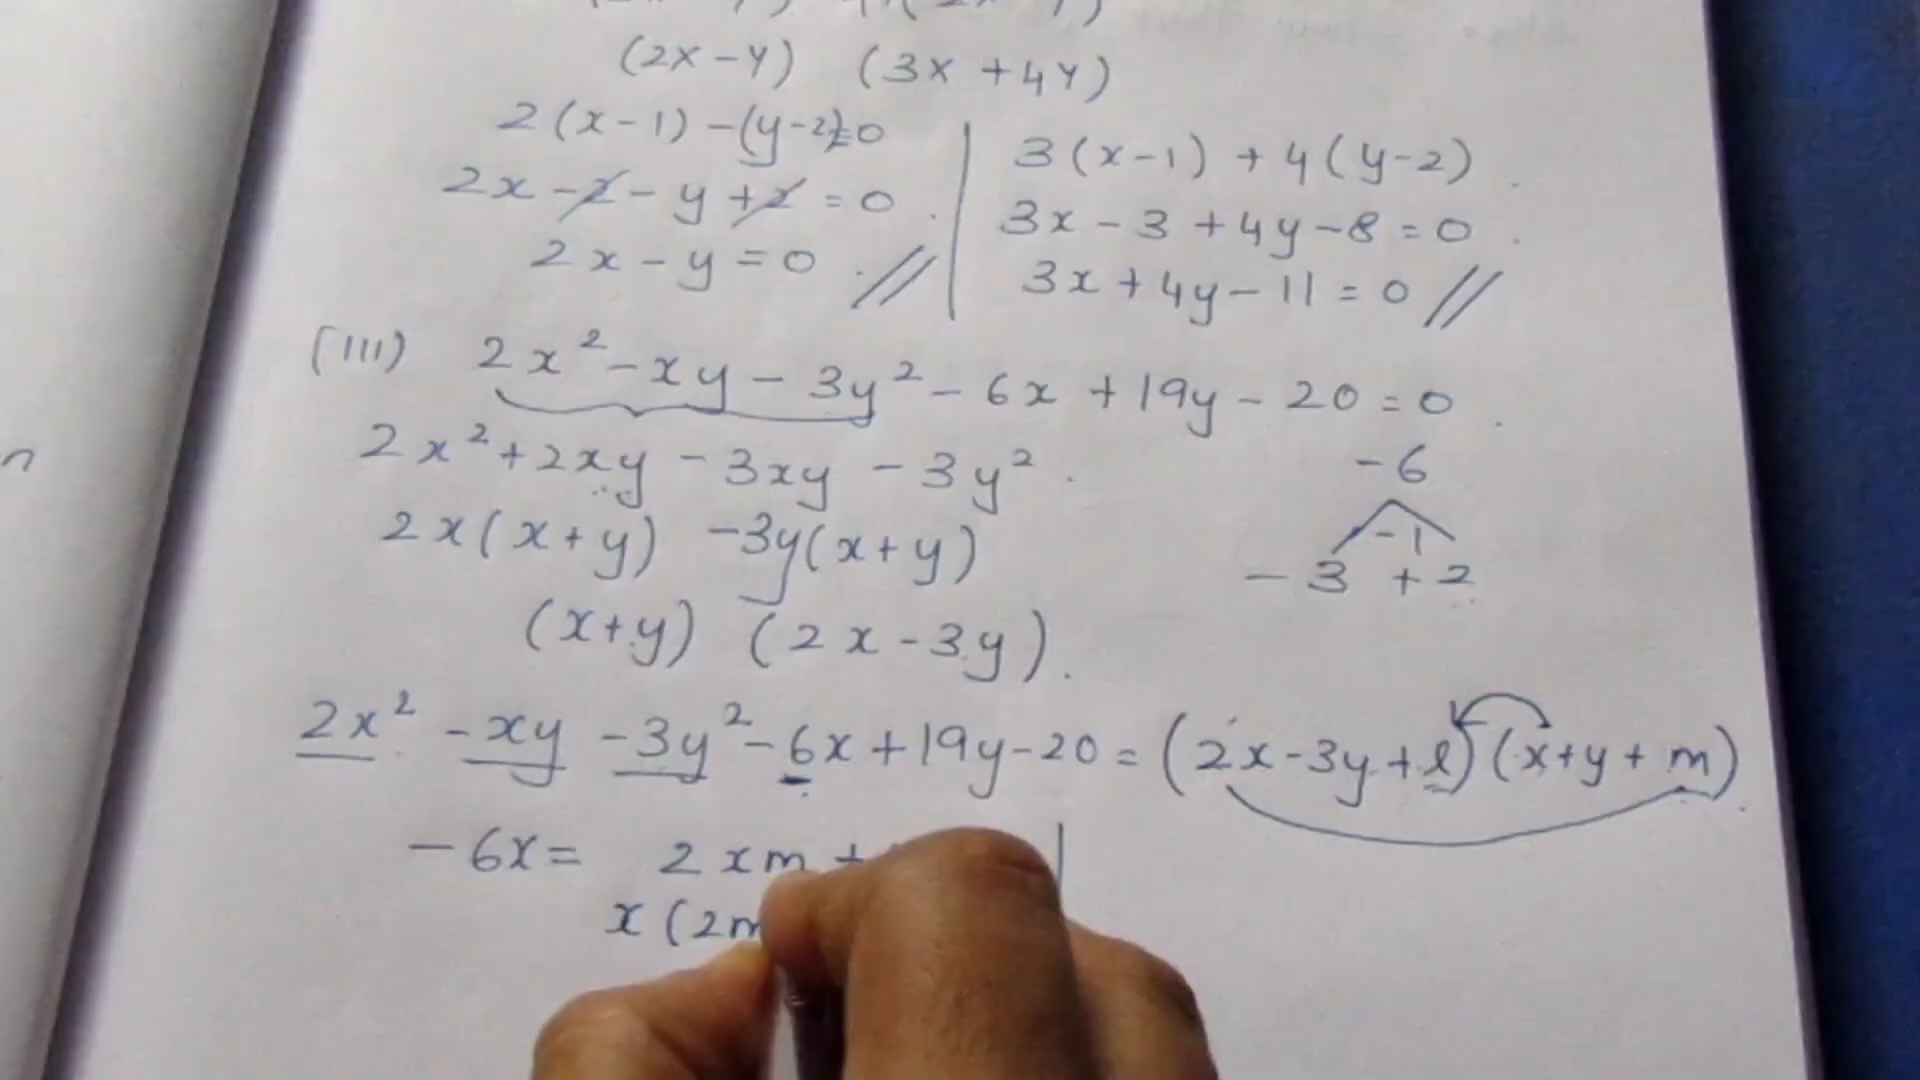 (2x-y) (3x+4y)
2(x-1)-(y-2)=0
2x-2-y+2=0
2x-y=0 //
3(x-1)+4(y-2)
3x-3+4y-8=0
3x+4y-11=0 //
(III) 2x²-xy-3y²-6x+19y-20=0
2x²+2xy-3xy-3y²
-6
2x(x+y) -3y(x+y)
-1
-3 +2
(x+y) (2x-3y).
2x²-xy-3y²-6x+19y-20=(2x-3y+l)(x+y+m)
-6x= 2xm+
x(2m
n